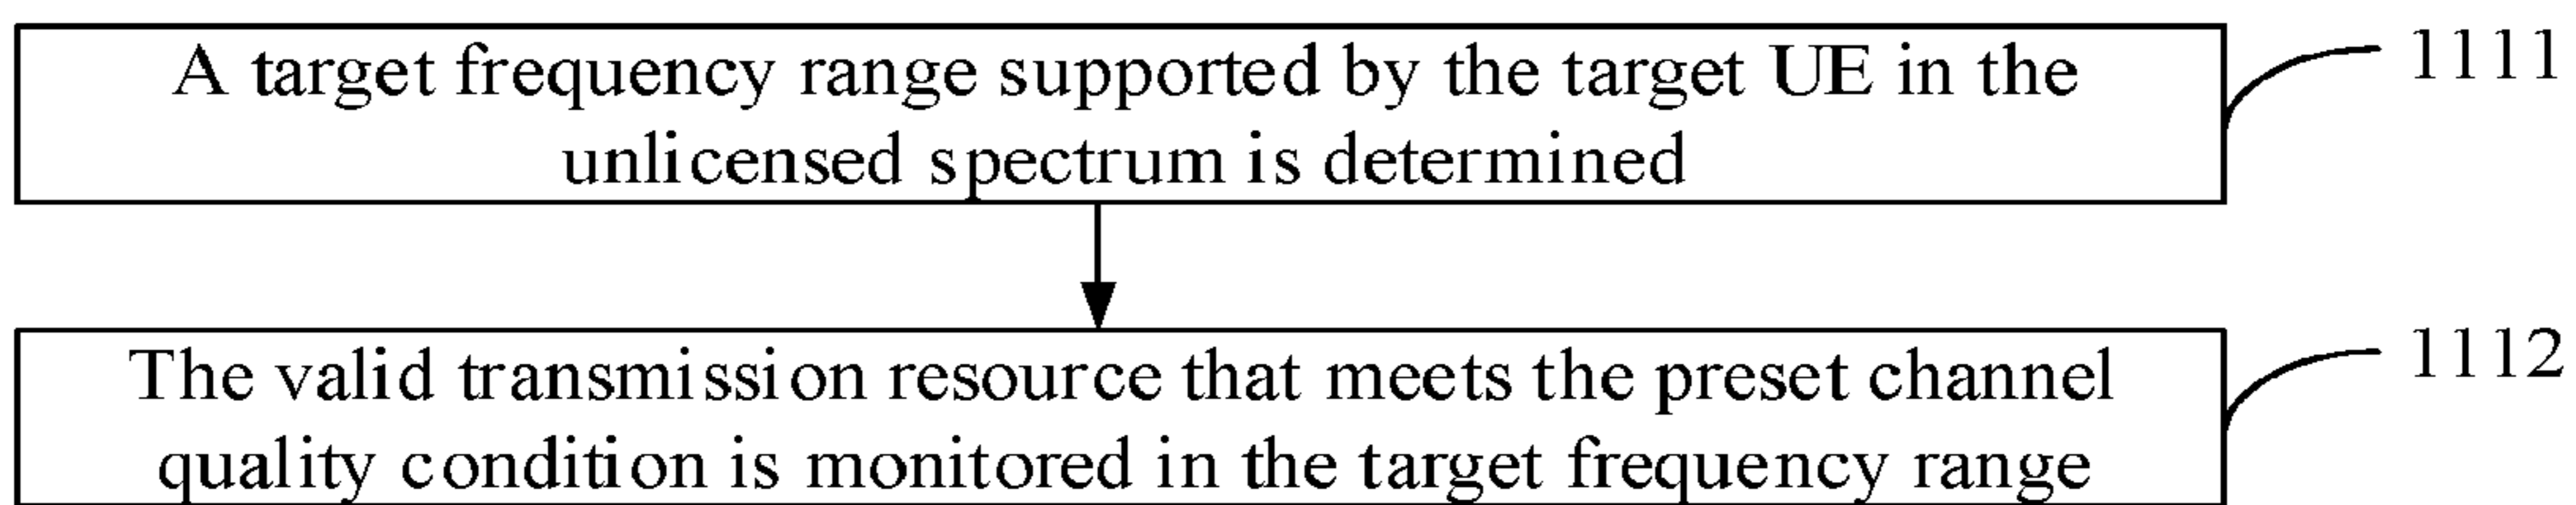 A target frequency range supported by the target UE in the
unlicensed spectrum is determined
1111
The valid transmission resource that meets the preset channel
quality condition is monitored in the target frequency range
1112